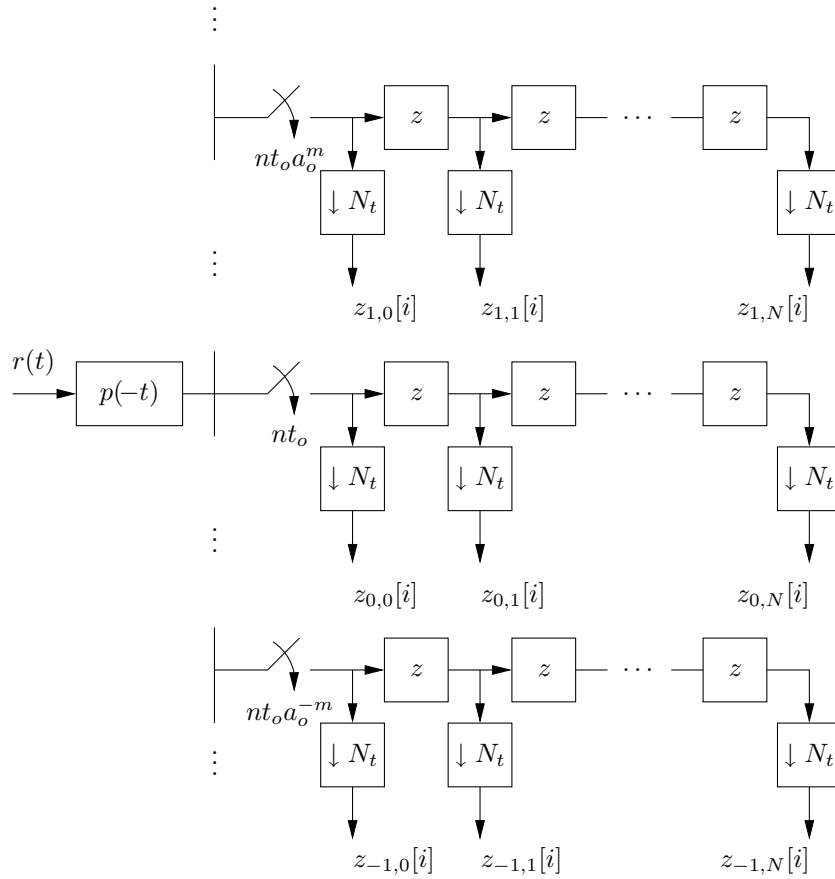 ⋮
z z ⋯ z
nt_o a_o^m
↓ N_t ↓ N_t ↓ N_t
⋮
z_{1,0}[i] z_{1,1}[i] z_{1,N}[i]
r(t)
p(−t) z z ⋯ z
nt_o
↓ N_t ↓ N_t ↓ N_t
⋮
z_{0,0}[i] z_{0,1}[i] z_{0,N}[i]
z z ⋯ z
nt_o a_o^{−m}
↓ N_t ↓ N_t ↓ N_t
⋮
z_{−1,0}[i] z_{−1,1}[i] z_{−1,N}[i]